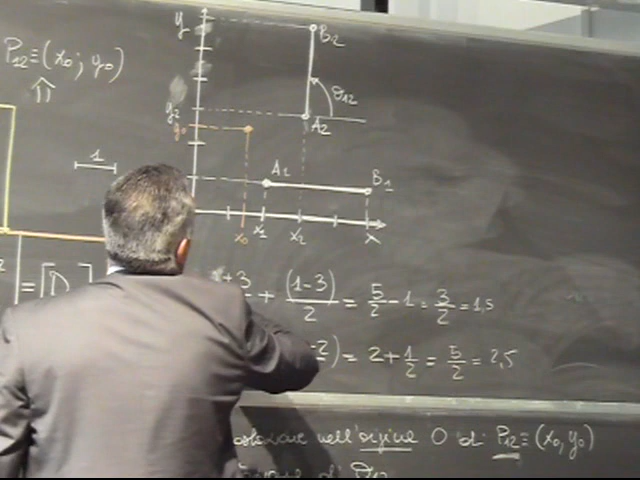 y
B₂
P₁₂≡(x₀; y₀)
ϑ₁₂
y₂
A₂
y₀
1
A₁
B₁
x₀ x₁ x₂ x
+3 + (1-3)/2 = 5/2 - 1 = 3/2 = 1,5
= 2 + 1/2 = 5/2 = 2,5
nell'origine O di P₁₂≡(x₀, y₀)
di ϑ₁₂